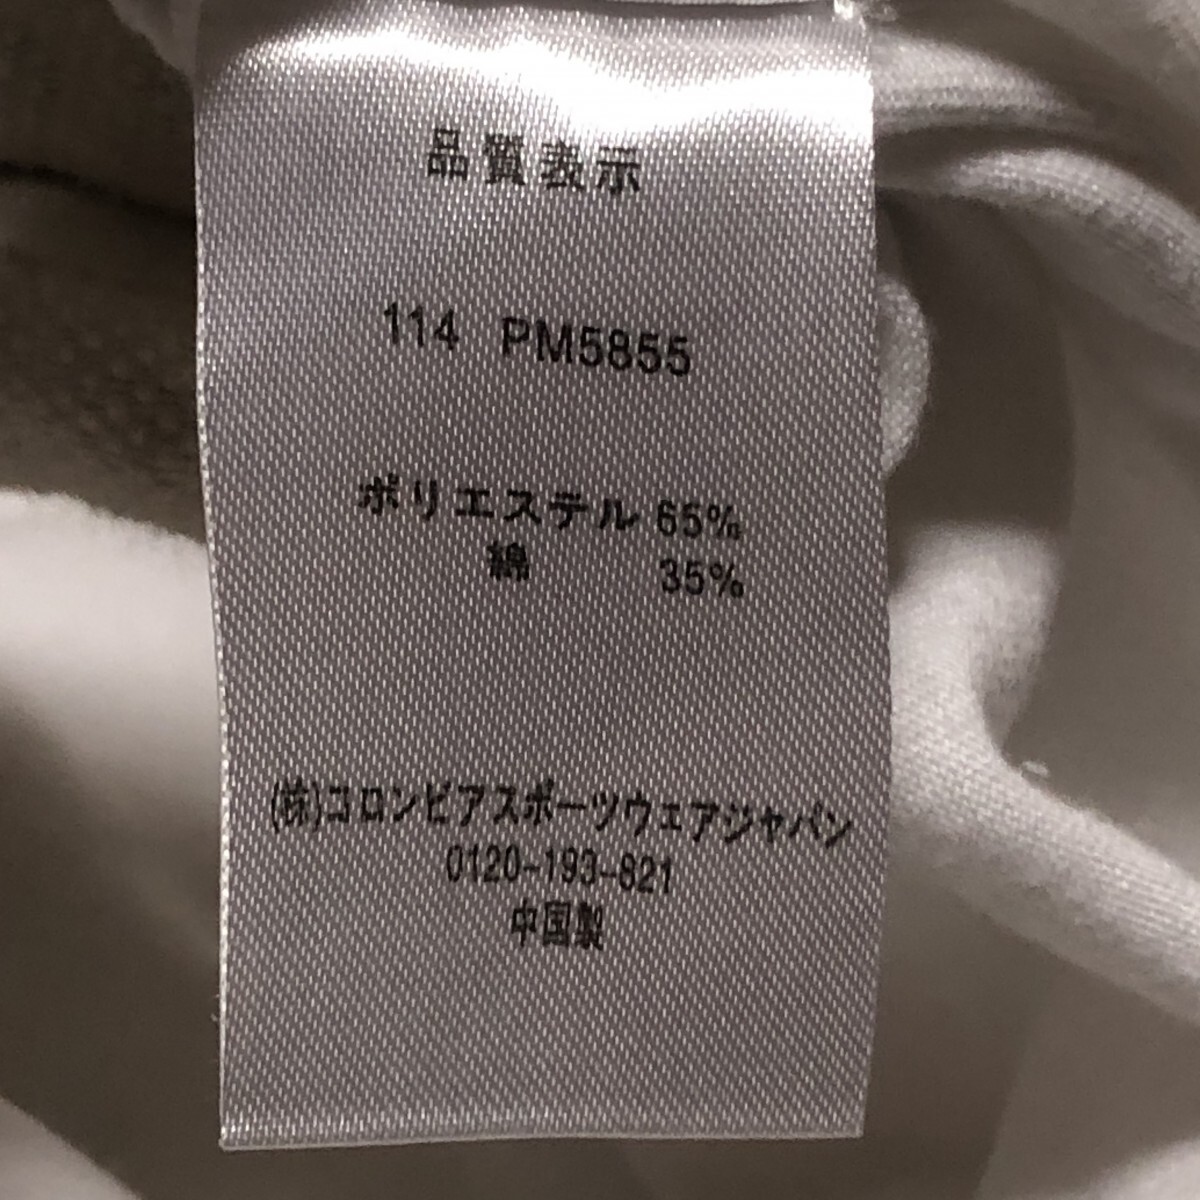 品質表示
114 PM5855
ポリエステル 65%
綿 35%
(株)コロンビアスポーツウェアジャパン
0120-193-821
中国製